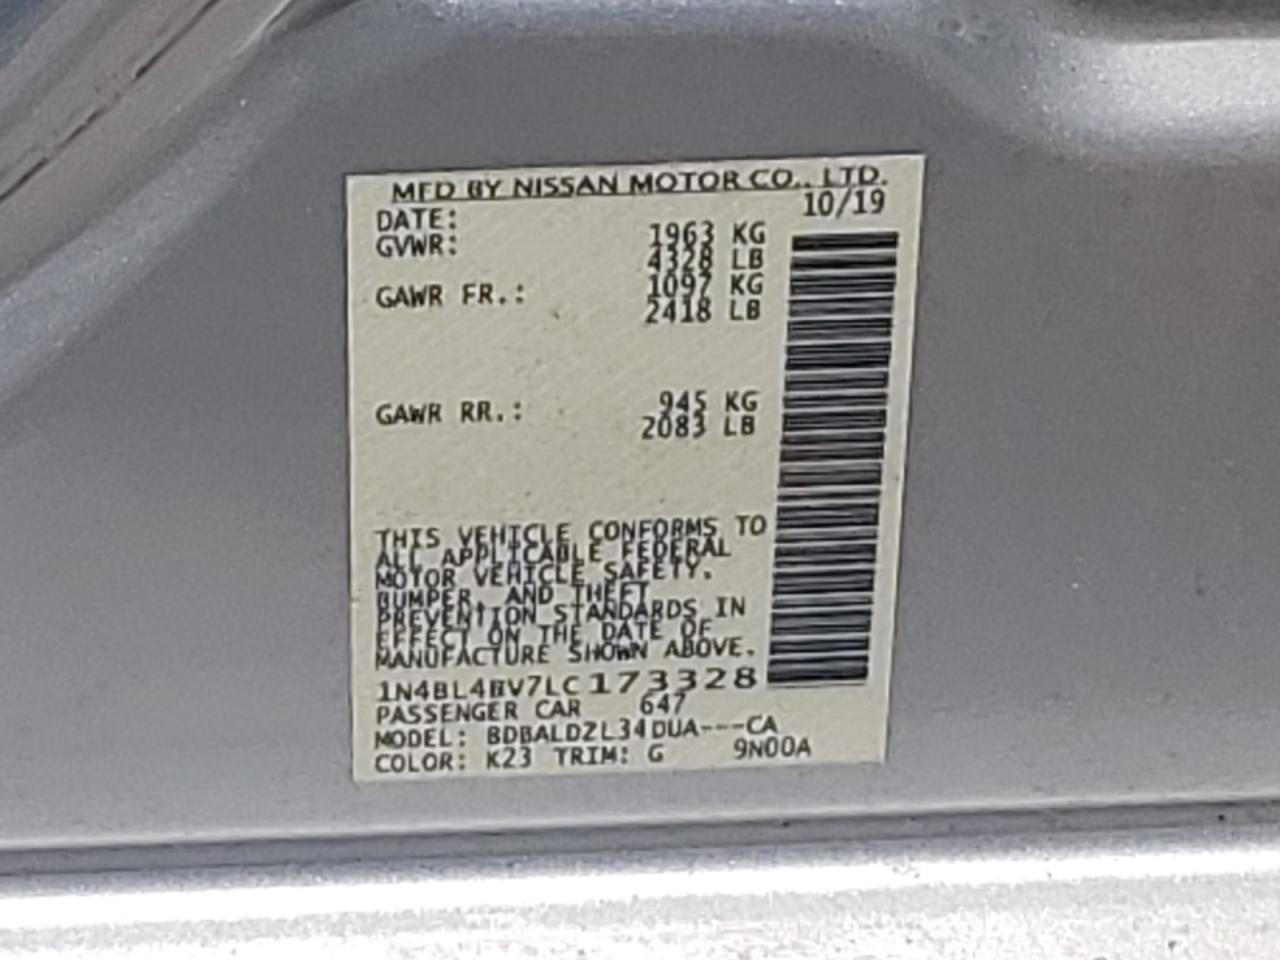 MFD BY NISSAN MOTOR CO., LTD.
DATE: 10/19
GVWR: 1963 KG
4328 LB
GAWR FR.: 1097 KG
2418 LB
GAWR RR.: 945 KG
2083 LB
THIS VEHICLE CONFORMS TO
ALL APPLICABLE FEDERAL
MOTOR VEHICLE SAFETY,
BUMPER, AND THEFT
PREVENTION STANDARDS IN
EFFECT ON THE DATE OF
MANUFACTURE SHOWN ABOVE.
1N4BL4BV7LC173328
PASSENGER CAR 647
MODEL: BDBALDZL34DUA---CA
COLOR: K23 TRIM: G 9N00A